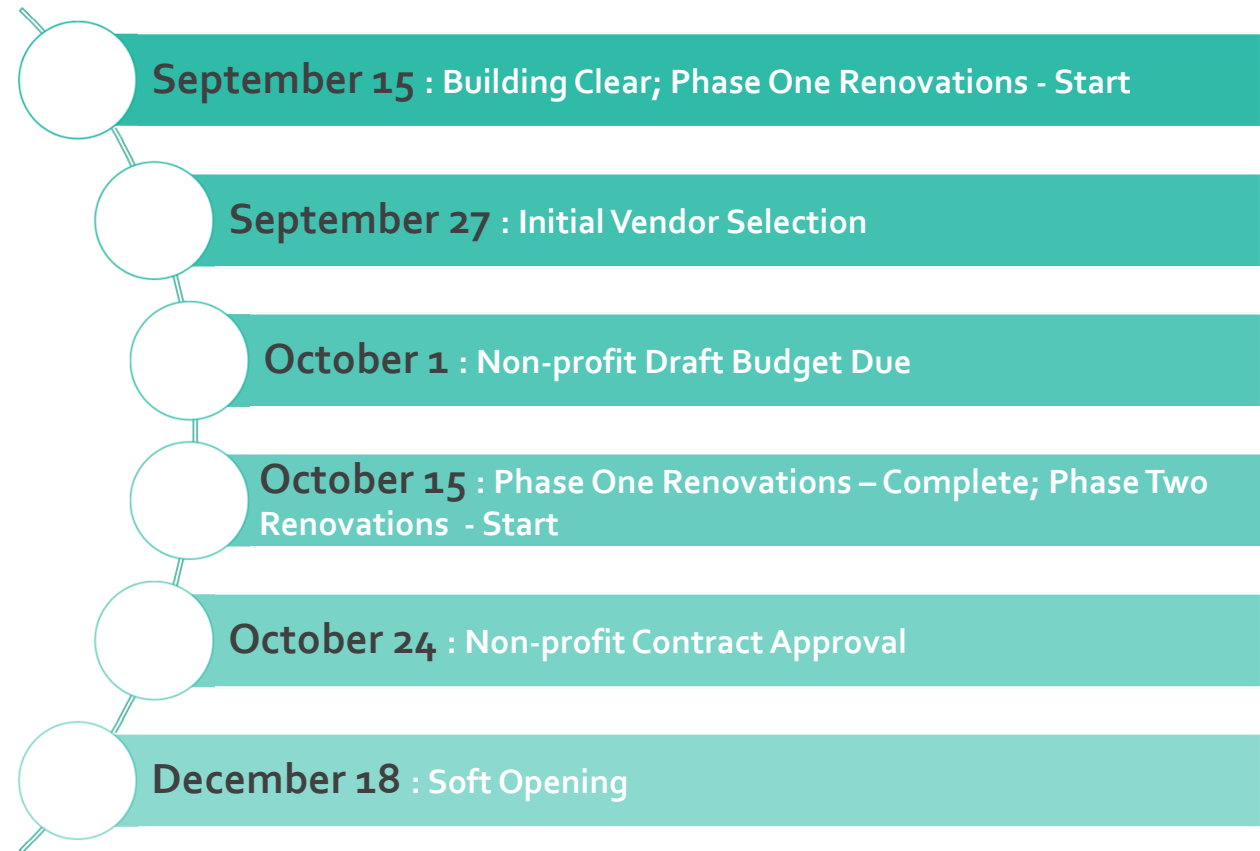 September 15 : Building Clear; Phase One Renovations - Start
September 27 : Initial Vendor Selection
October 1 : Non-profit Draft Budget Due
October 15 : Phase One Renovations – Complete; Phase Two
Renovations - Start
October 24 : Non-profit Contract Approval
December 18 : Soft Opening